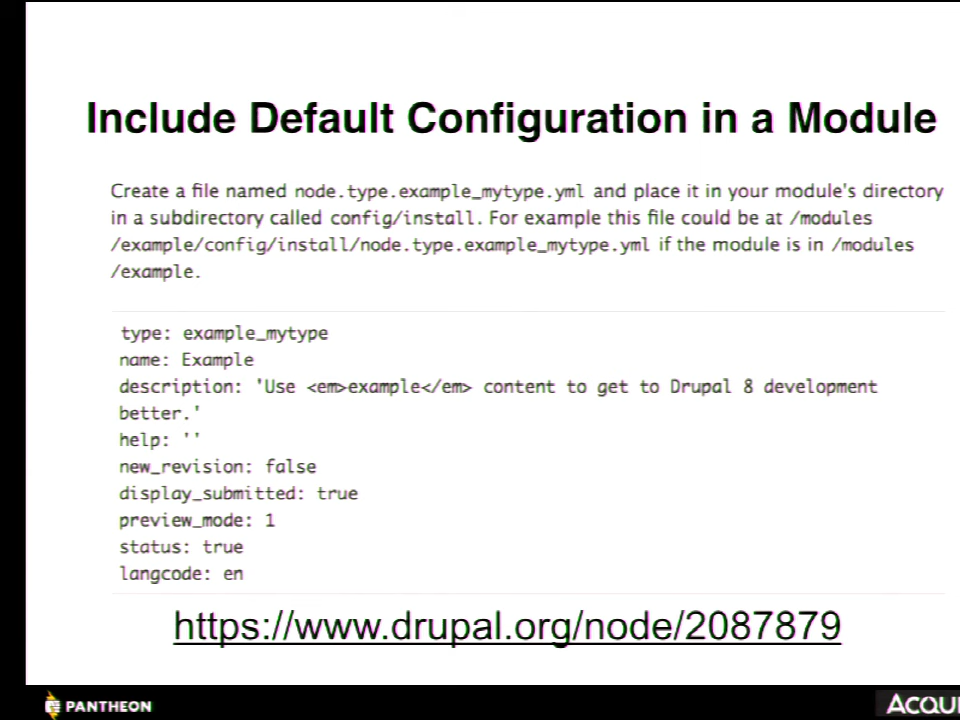 Include Default Configuration in a Module
Create a file named node.type.example_mytype.yml and place it in your module's directory
in a subdirectory called config/install. For example this file could be at /modules
/example/config/install/node.type.example_mytype.yml if the module is in /modules
/example.
type: example_mytype
name: Example
description: 'Use <em>example</em> content to get to Drupal 8 development
better.'
help: ''
new_revision: false
display_submitted: true
preview_mode: 1
status: true
langcode: en
https://www.drupal.org/node/2087879
PANTHEON